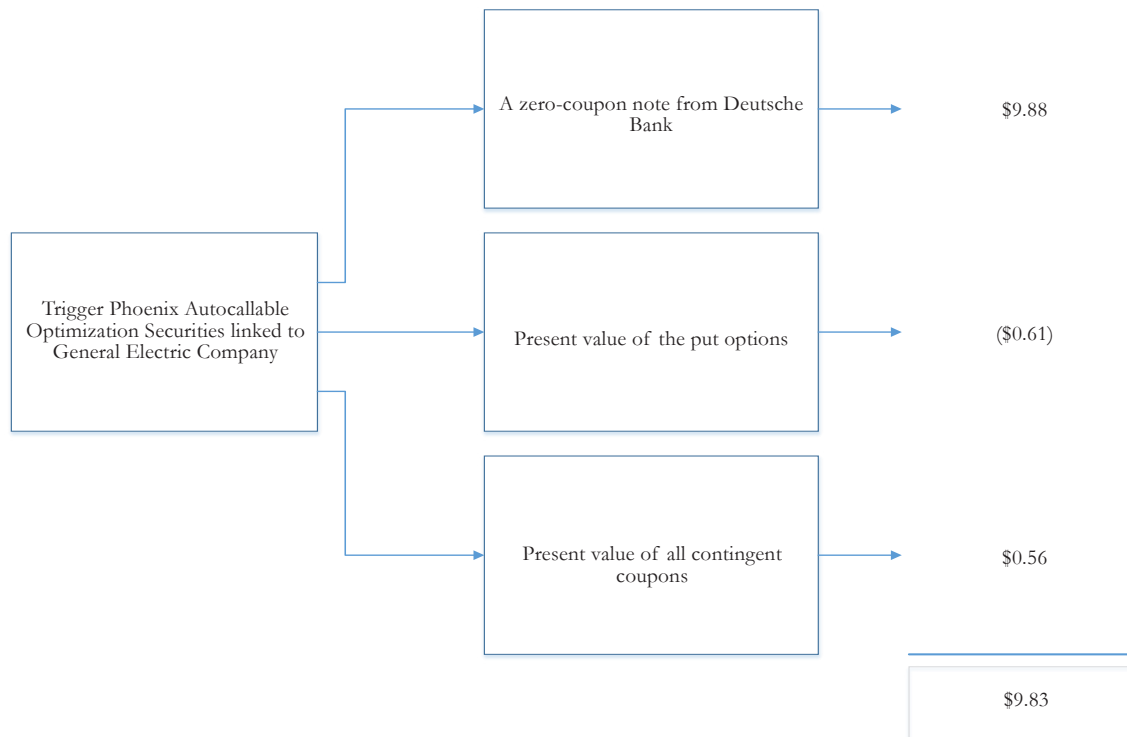 A zero-coupon note from Deutsche
Bank
$9.88
Trigger Phoenix Autocallable
Optimization Securities linked to
General Electric Company
Present value of the put options
($0.61)
Present value of all contingent
coupons
$0.56
$9.83